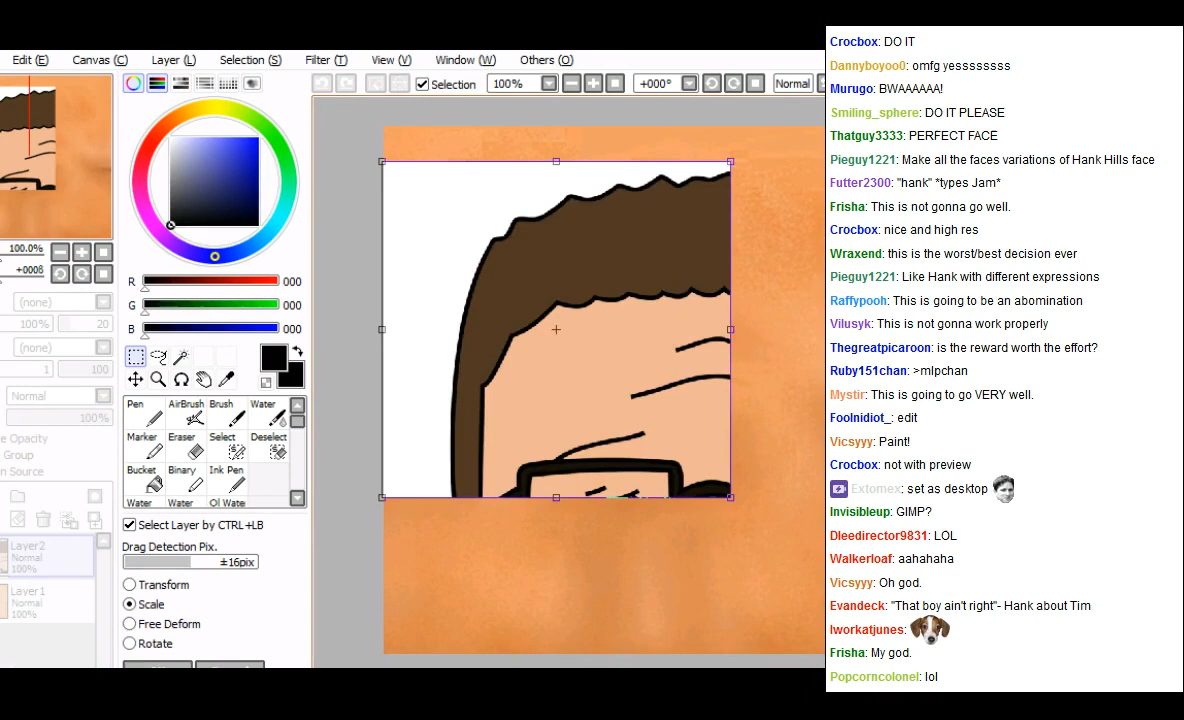 Edit (E) Canvas (C) Layer (L) Selection (S) Filter (T) View (V) Window (W) Others (O)
Selection 100% +000° Normal
100.0%
+0008
R 000
G 000
B 000
(none)
100% 20
(none)
1 100
Normal
100%
Opacity
Group
n Source
Pen AirBrush Brush Water
Marker Eraser Select Deselect
Bucket Binary Ink Pen
Water Water Ol Wate
Select Layer by CTRL+LB
Drag Detection Pix.
±16pix
Layer2
Normal
100%
Layer1
Normal
100%
Transform
Scale
Free Deform
Rotate
Crocbox: DO IT
Dannyboyoo0: omfg yessssssss
Murugo: BWAAAAAA!
Smiling_sphere: DO IT PLEASE
Thatguy3333: PERFECT FACE
Pieguy1221: Make all the faces variations of Hank Hills face
Futter2300: "hank" *types Jam*
Frisha: This is not gonna go well.
Crocbox: nice and high res
Wraxend: this is the worst/best decision ever
Pieguy1221: Like Hank with different expressions
Raffypooh: This is going to be an abomination
Vilusyk: This is not gonna work properly
Thegreatpicaroon: is the reward worth the effort?
Ruby151chan: >mlpchan
Mystir: This is going to go VERY well.
Foolnidiot_: edit
Vicsyyy: Paint!
Crocbox: not with preview
Extomex: set as desktop
Invisibleup: GIMP?
Dleedirector9831: LOL
Walkerloaf: aahahaha
Vicsyyy: Oh god.
Evandeck: "That boy ain't right"- Hank about Tim
Iworkatjunes:
Frisha: My god.
Popcorncolonel: lol